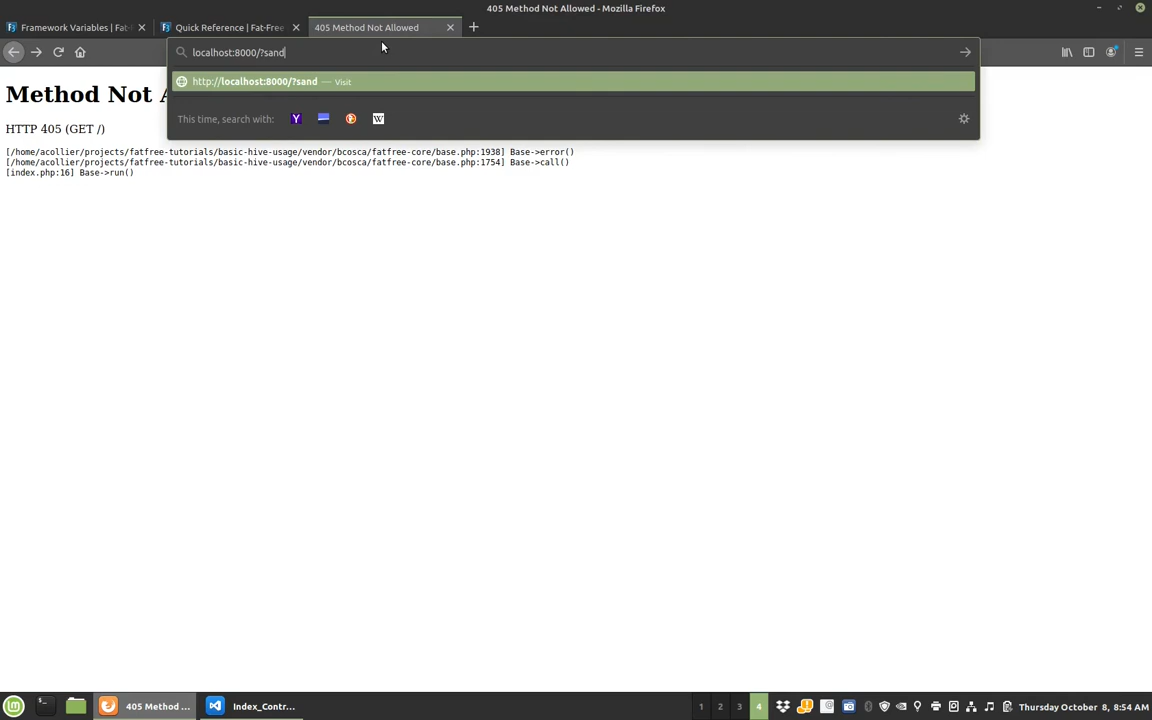 405 Method Not Allowed - Mozilla Firefox
Framework Variables | Fat-F
Quick Reference | Fat-Free
405 Method Not Allowed
localhost:8000/?sand
http://localhost:8000/?sand — Visit
This time, search with:
Y
W
Method Not A
HTTP 405 (GET /)
[/home/acollier/projects/fatfree-tutorials/basic-hive-usage/vendor/bcosca/fatfree-core/base.php:1938] Base->error()
[/home/acollier/projects/fatfree-tutorials/basic-hive-usage/vendor/bcosca/fatfree-core/base.php:1754] Base->call()
[index.php:16] Base->run()
405 Method ...
Index_Contr...
1 2 3 4
Thursday October 8, 8:54 AM